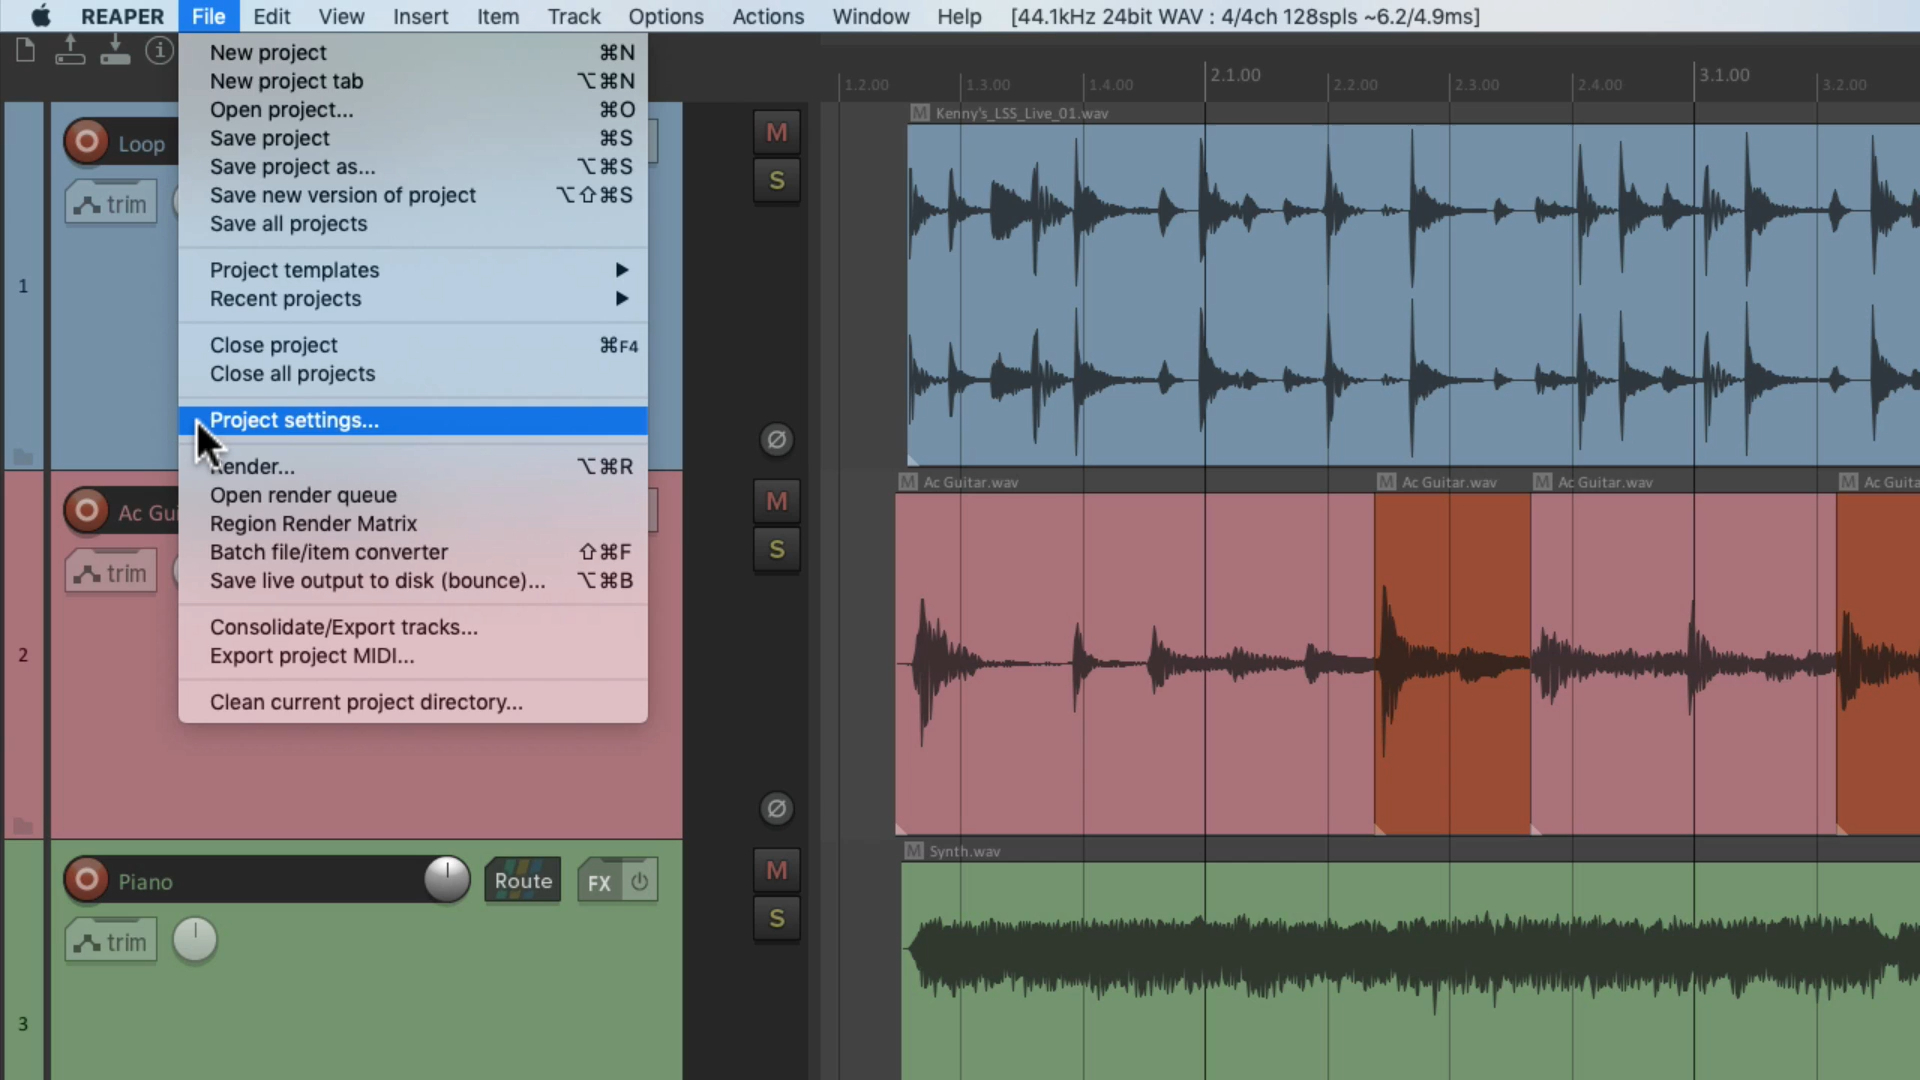 REAPER File Edit View Insert Item Track Options Actions Window Help [44.1kHz 24bit WAV : 4/4ch 128spls ~6.2/4.9ms]
New project ⌘N
New project tab ⌥⌘N
Open project... ⌘O
Save project ⌘S
Save project as... ⌥⌘S
Save new version of project ⌥⇧⌘S
Save all projects
Project templates
Recent projects
Close project ⌘F4
Close all projects
Project settings...
Render... ⌥⌘R
Open render queue
Region Render Matrix
Batch file/item converter ⇧⌘F
Save live output to disk (bounce)... ⌥⌘B
Consolidate/Export tracks...
Export project MIDI...
Clean current project directory...
1.2.00 1.3.00 1.4.00 2.1.00 2.2.00 2.3.00 2.4.00 3.1.00 3.2.00
M Kenny's_LSS_Live_01.wav
Loop
M
S
trim
1
M Ac Guitar.wav M Ac Guitar.wav M Ac Guitar.wav M Ac Guita
Ac Gui
M
S
trim
2
M Synth.wav
Piano Route FX
M
S
trim
3